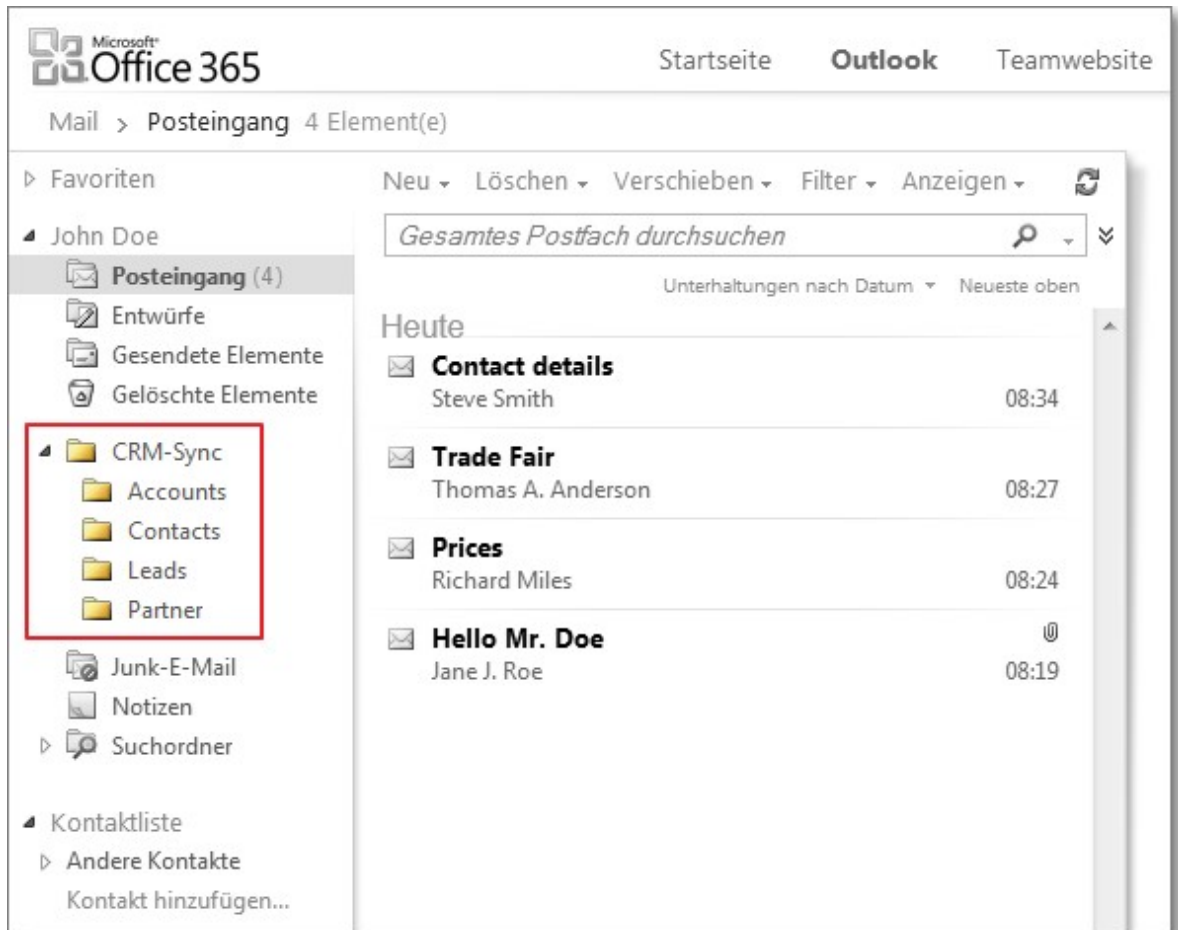 Microsoft®
Office 365
Startseite Outlook Teamwebsite
Mail > Posteingang 4 Element(e)
Favoriten
John Doe
Posteingang (4)
Entwürfe
Gesendete Elemente
Gelöschte Elemente
CRM-Sync
Accounts
Contacts
Leads
Partner
Junk-E-Mail
Notizen
Suchordner
Kontaktliste
Andere Kontakte
Kontakt hinzufügen...
Neu Löschen Verschieben Filter Anzeigen
Gesamtes Postfach durchsuchen
Unterhaltungen nach Datum Neueste oben
Heute
Contact details
Steve Smith 08:34
Trade Fair
Thomas A. Anderson 08:27
Prices
Richard Miles 08:24
Hello Mr. Doe
Jane J. Roe 08:19